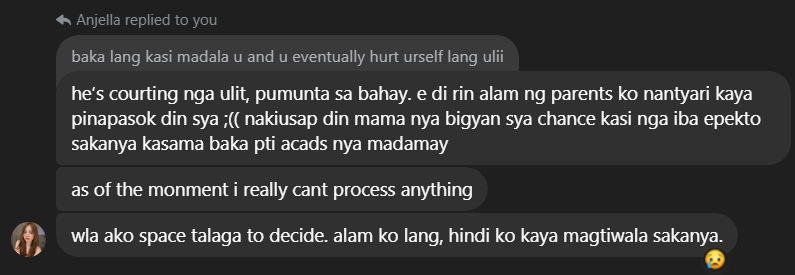 Anjella replied to you
baka lang kasi madala u and u eventually hurt urself lang ulii
he's courting nga ulit, pumunta sa bahay. e di rin alam ng parents ko nantyari kaya
pinapasok din sya ;(( nakiusap din mama nya bigyan sya chance kasi nga iba epekto
sakanya kasama baka pti acads nya madamay
as of the monment i really cant process anything
wla ako space talaga to decide. alam ko lang, hindi ko kaya magtiwala sakanya.